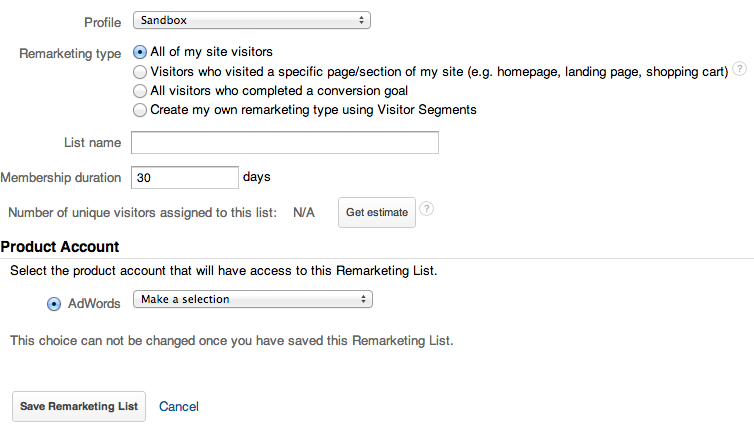 Profile Sandbox
Remarketing type All of my site visitors
Visitors who visited a specific page/section of my site (e.g. homepage, landing page, shopping cart) ?
All visitors who completed a conversion goal
Create my own remarketing type using Visitor Segments
List name
Membership duration 30 days
Number of unique visitors assigned to this list: N/A Get estimate ?
Product Account
Select the product account that will have access to this Remarketing List.
AdWords Make a selection
This choice can not be changed once you have saved this Remarketing List.
Save Remarketing List Cancel